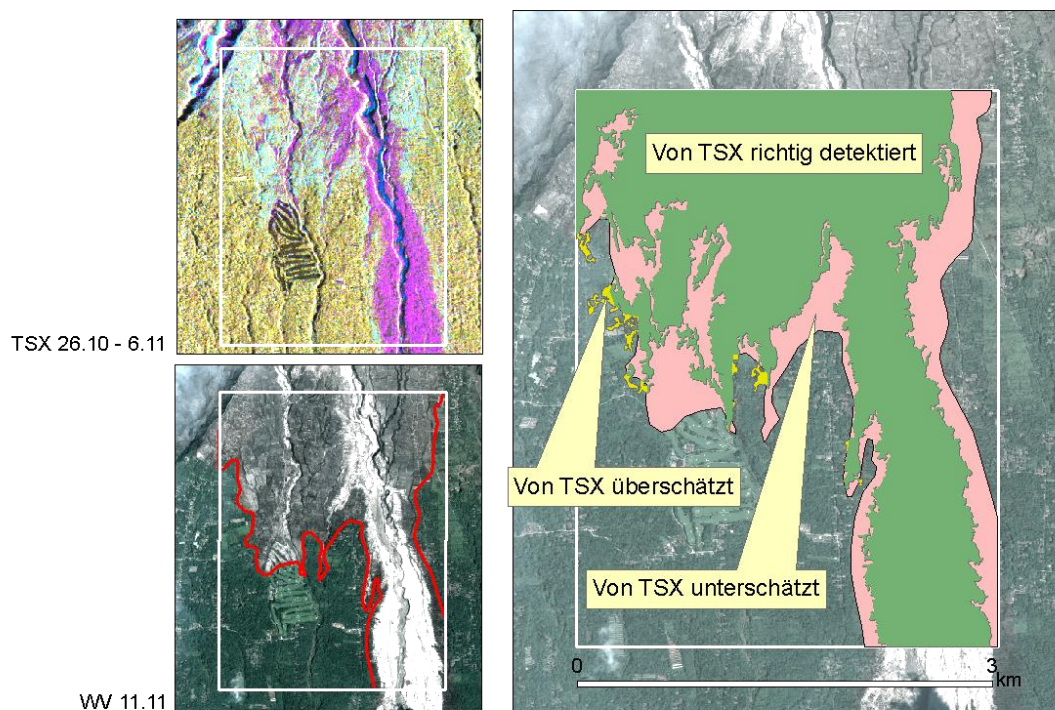 TSX 26.10 - 6.11
WV 11.11
Von TSX richtig detektiert
Von TSX überschätzt
Von TSX unterschätzt
0
3
km